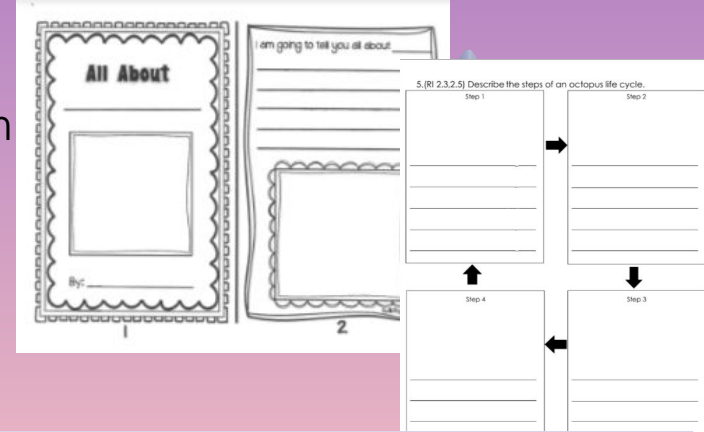 n
All About
By:
1
I am going to tell you all about
2
5.(RI 2.3,2.5) Describe the steps of an octopus life cycle.
Step 1
Step 2
Step 4
Step 3